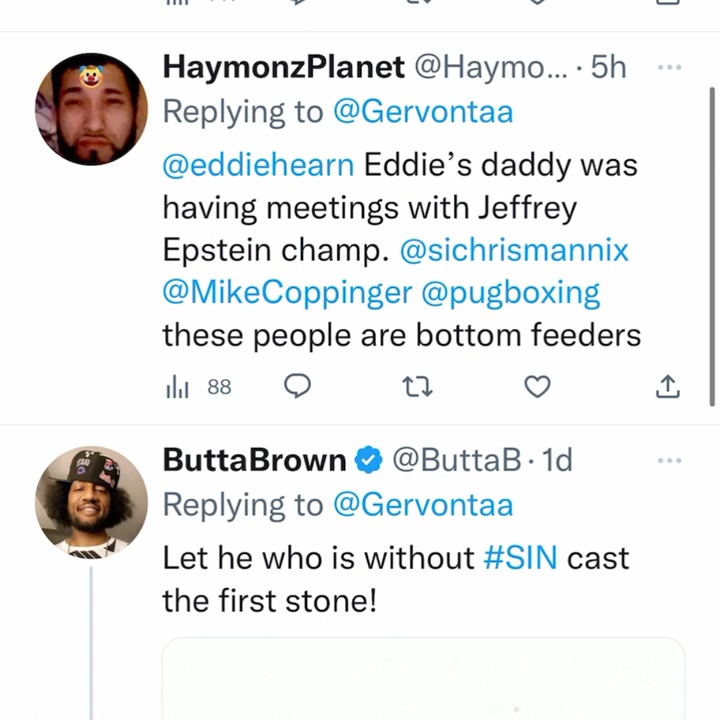 HaymonzPlanet @Haymo... · 5h
Replying to @Gervontaa
@eddiehearn Eddie’s daddy was
having meetings with Jeffrey
Epstein champ. @sichrismannix
@MikeCoppinger @pugboxing
these people are bottom feeders
88
ButtaBrown @ButtaB · 1d
Replying to @Gervontaa
Let he who is without #SIN cast
the first stone!